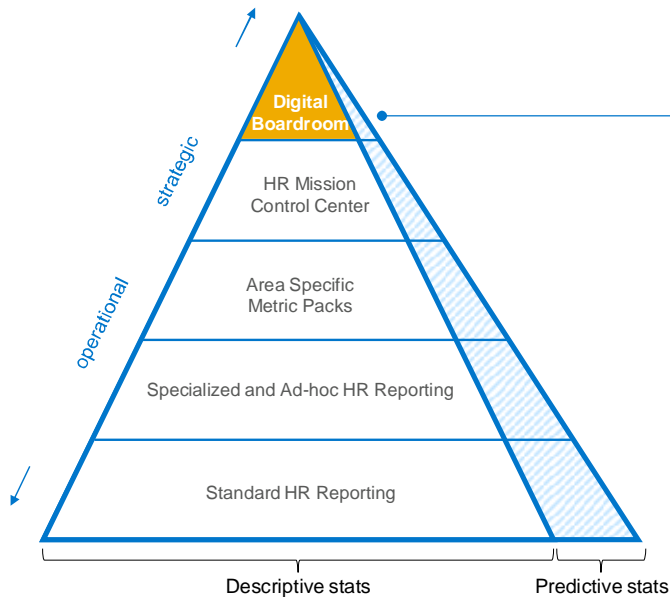 Digital
Boardroom
strategic
HR Mission
Control Center
Area Specific
Metric Packs
operational
Specialized and Ad-hoc HR Reporting
Standard HR Reporting
Descriptive stats
Predictive stats